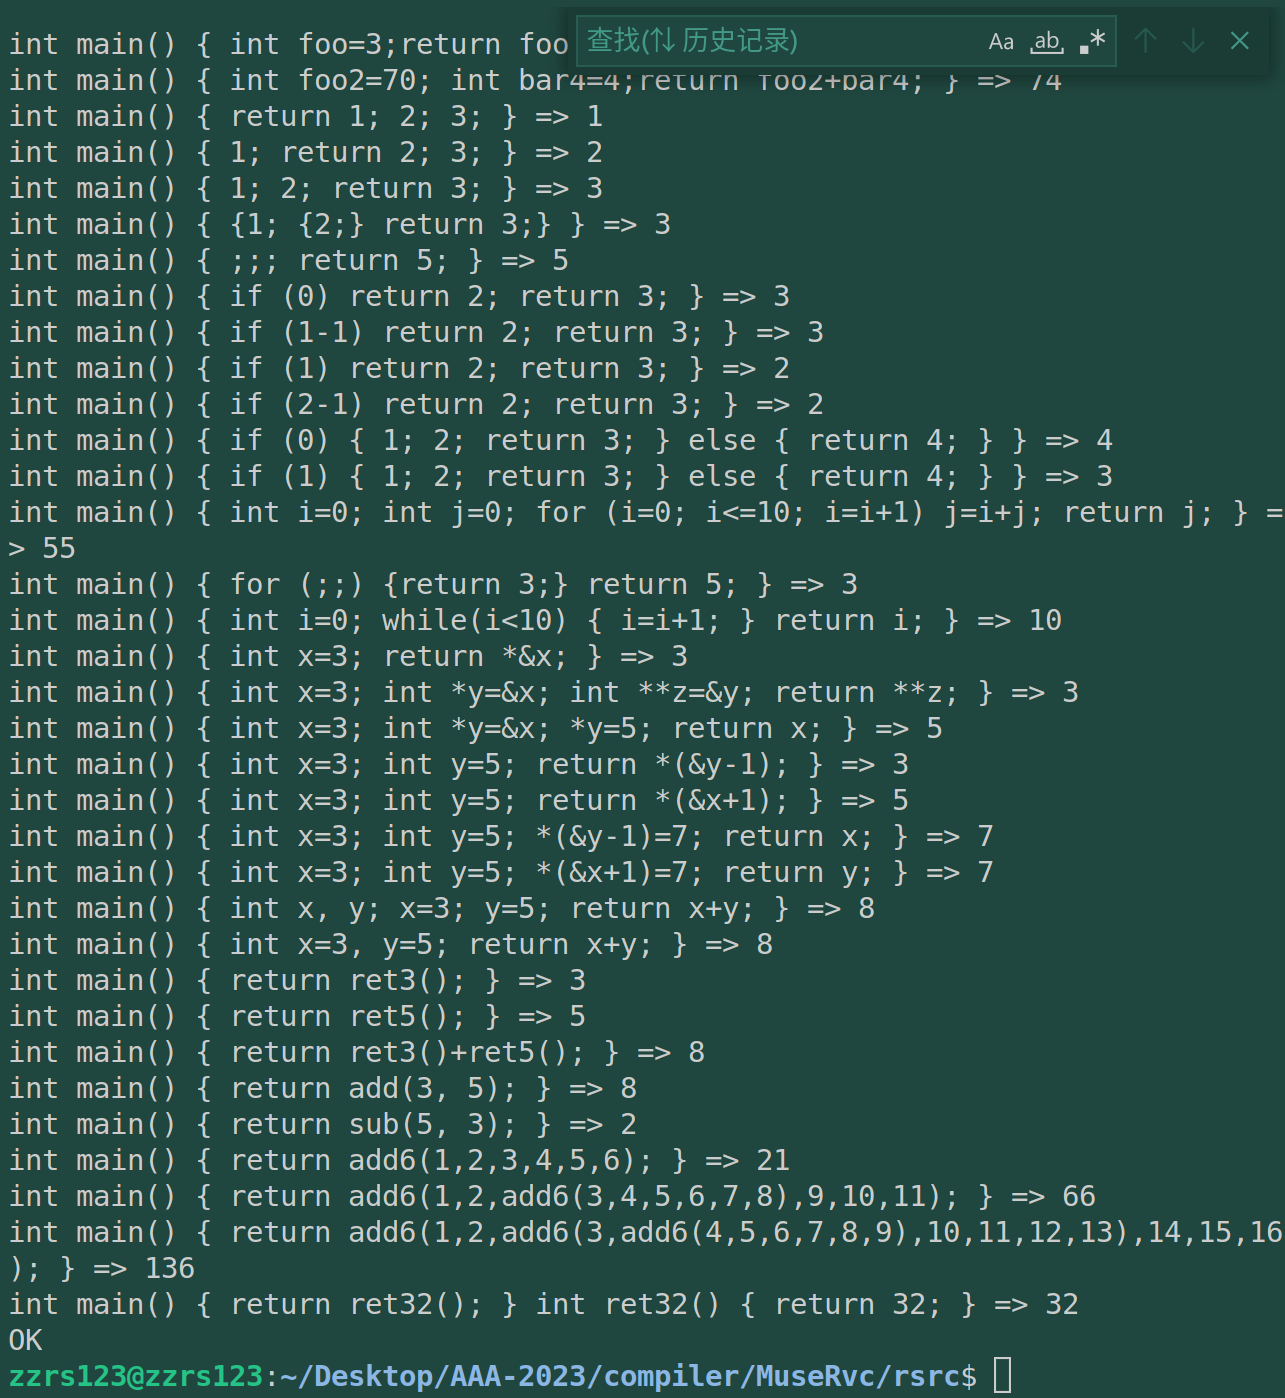 int main() { int foo=3;return foo
查找(⇅ 历史记录)
Aa ab .*
int main() { int foo2=70; int bar4=4;return foo2+bar4; } => 74
int main() { return 1; 2; 3; } => 1
int main() { 1; return 2; 3; } => 2
int main() { 1; 2; return 3; } => 3
int main() { {1; {2;} return 3;} } => 3
int main() { ;;; return 5; } => 5
int main() { if (0) return 2; return 3; } => 3
int main() { if (1-1) return 2; return 3; } => 3
int main() { if (1) return 2; return 3; } => 2
int main() { if (2-1) return 2; return 3; } => 2
int main() { if (0) { 1; 2; return 3; } else { return 4; } } => 4
int main() { if (1) { 1; 2; return 3; } else { return 4; } } => 3
int main() { int i=0; int j=0; for (i=0; i<=10; i=i+1) j=i+j; return j; } =
> 55
int main() { for (;;) {return 3;} return 5; } => 3
int main() { int i=0; while(i<10) { i=i+1; } return i; } => 10
int main() { int x=3; return *&x; } => 3
int main() { int x=3; int *y=&x; int **z=&y; return **z; } => 3
int main() { int x=3; int *y=&x; *y=5; return x; } => 5
int main() { int x=3; int y=5; return *(&y-1); } => 3
int main() { int x=3; int y=5; return *(&x+1); } => 5
int main() { int x=3; int y=5; *(&y-1)=7; return x; } => 7
int main() { int x=3; int y=5; *(&x+1)=7; return y; } => 7
int main() { int x, y; x=3; y=5; return x+y; } => 8
int main() { int x=3, y=5; return x+y; } => 8
int main() { return ret3(); } => 3
int main() { return ret5(); } => 5
int main() { return ret3()+ret5(); } => 8
int main() { return add(3, 5); } => 8
int main() { return sub(5, 3); } => 2
int main() { return add6(1,2,3,4,5,6); } => 21
int main() { return add6(1,2,add6(3,4,5,6,7,8),9,10,11); } => 66
int main() { return add6(1,2,add6(3,add6(4,5,6,7,8,9),10,11,12,13),14,15,16
); } => 136
int main() { return ret32(); } int ret32() { return 32; } => 32
OK
zzrs123@zzrs123:~/Desktop/AAA-2023/compiler/MuseRvc/rsrc$